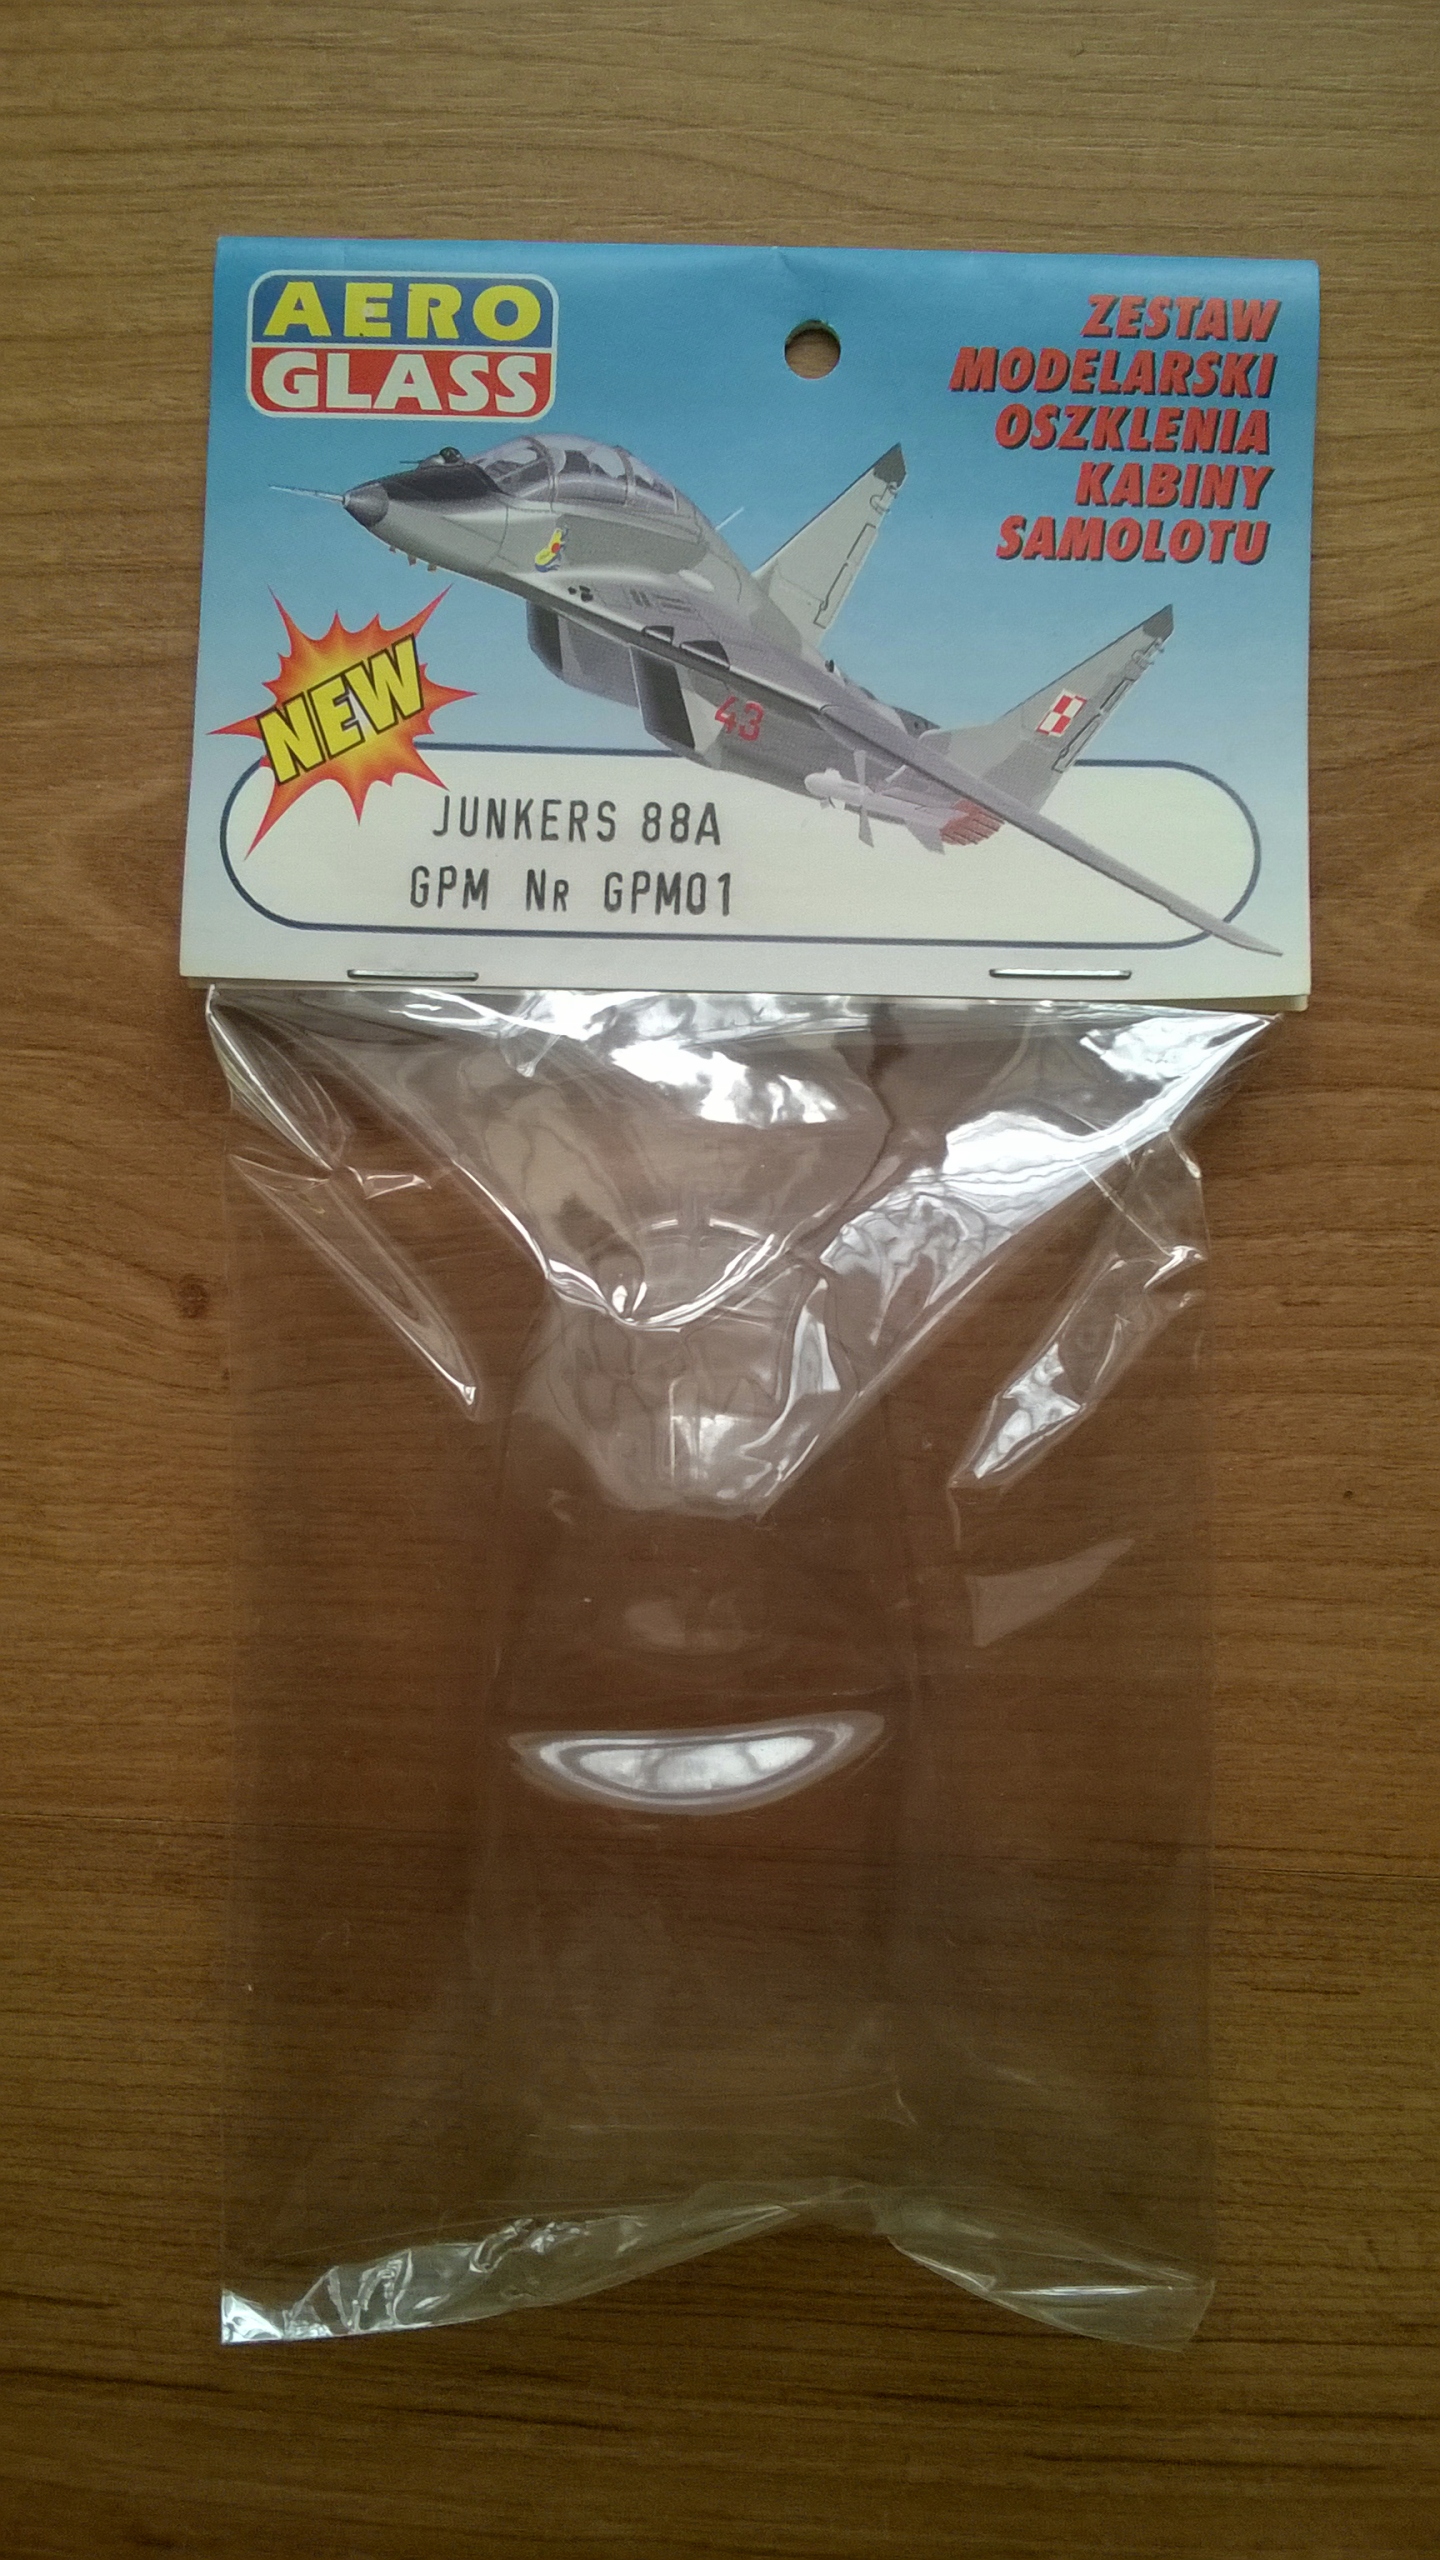 AERO
GLASS
ZESTAW
MODELARSKI
OSZKLENIA
KABINY
SAMOLOTU
NEW
43
JUNKERS 88A
GPM NR GPM01